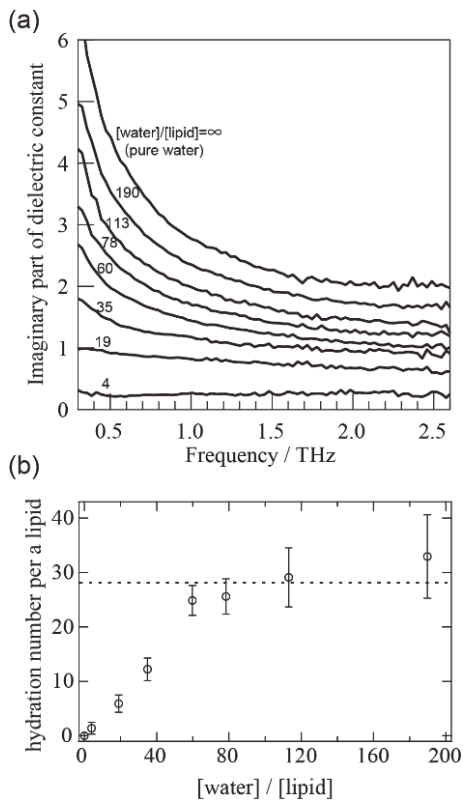 (a)
Imaginary part of dielectric constant
6
5
4
3
2
1
0
[water]/[lipid]=∞
(pure water)
190
113
78
60
35
19
4
0.5 1.0 1.5 2.0 2.5
Frequency / THz
(b)
hydration number per a lipid
40
30
20
10
0
0 40 80 120 160 200
[water] / [lipid]